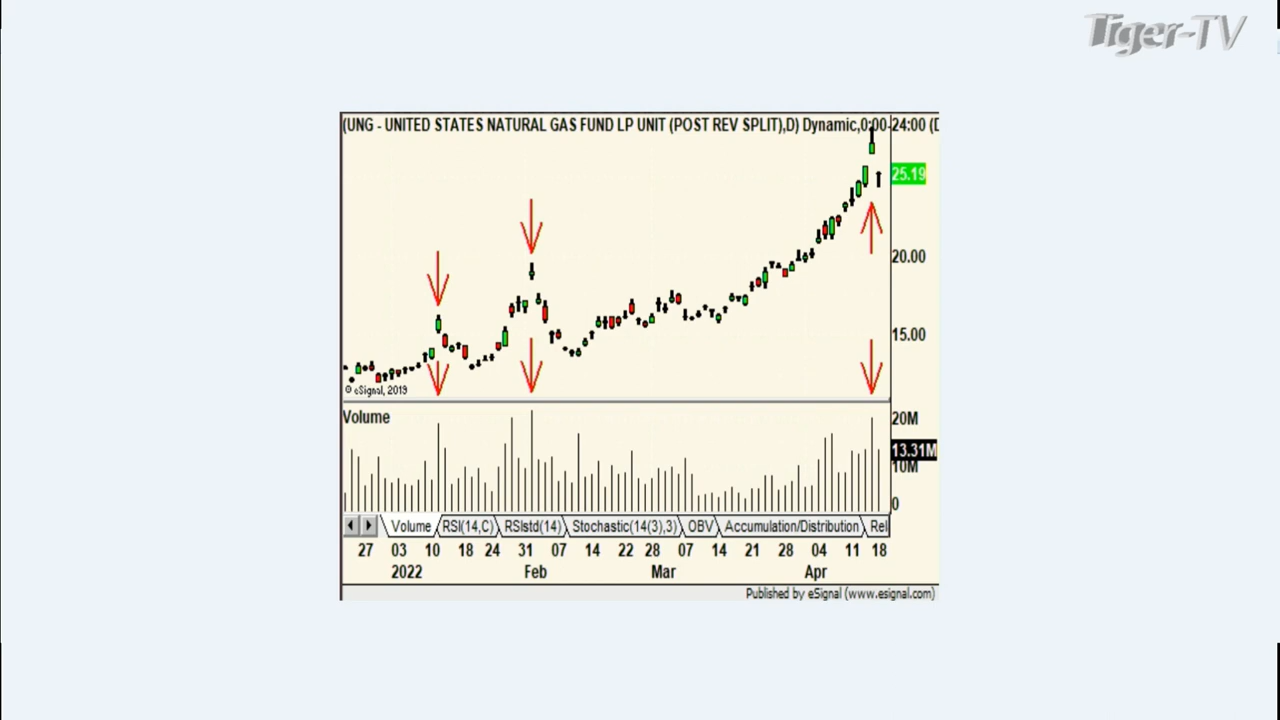 Tiger-TV
(UNG - UNITED STATES NATURAL GAS FUND LP UNIT (POST REV SPLIT),D) Dynamic,0:00-24:00 (D
25.19
20.00
15.00
© eSignal, 2019
Volume
20M
13.31M
10M
0
Volume RSI(14,C) RSIstd(14) Stochastic(14(3),3) OBV Accumulation/Distribution Rel
27 03 10 18 24 31 07 14 22 28 07 14 21 28 04 11 18
2022 Feb Mar Apr
Published by eSignal (www.esignal.com)